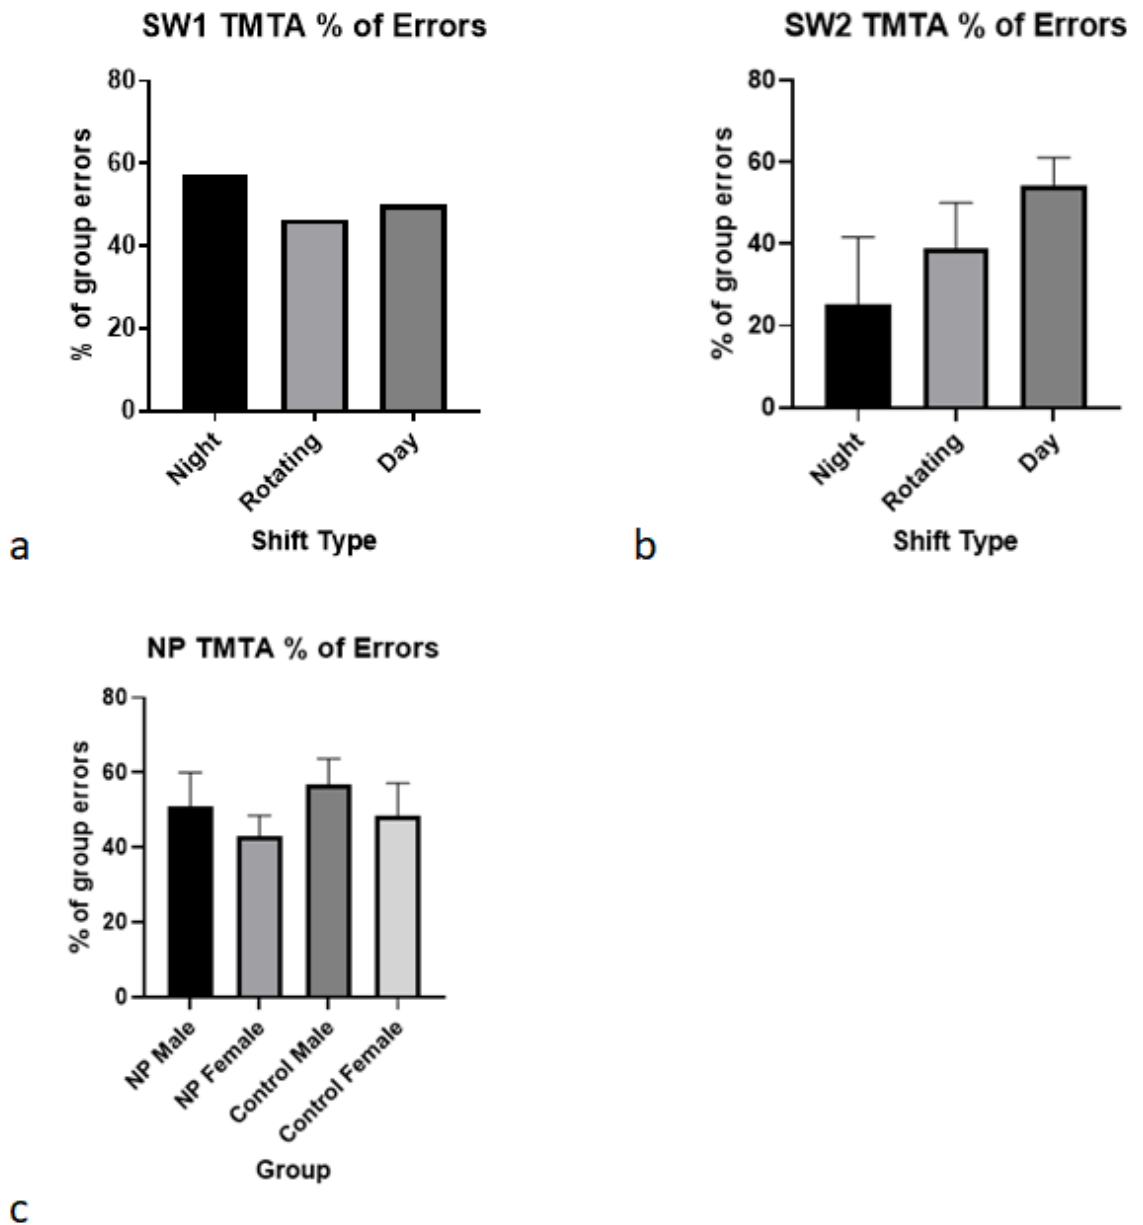 SW1 TMTA % of Errors
% of group errors
80
60
40
20
0
Night
Rotating
Day
Shift Type
a
SW2 TMTA % of Errors
% of group errors
80
60
40
20
0
Night
Rotating
Day
Shift Type
b
NP TMTA % of Errors
% of group errors
80
60
40
20
0
NP Male
NP Female
Control Male
Control Female
Group
c